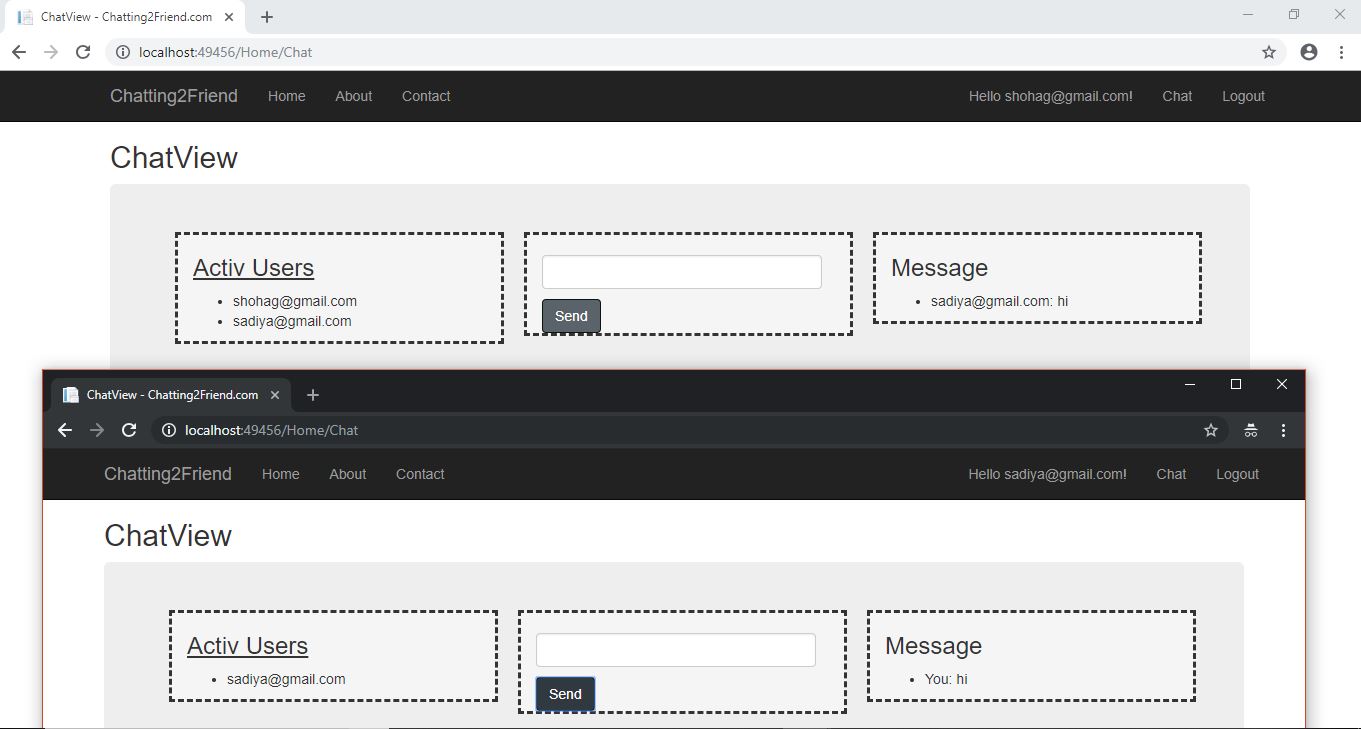 ChatView - Chatting2Friend.com
localhost:49456/Home/Chat
Chatting2Friend Home About Contact Hello shohag@gmail.com! Chat Logout
ChatView
Activ Users
shohag@gmail.com
sadiya@gmail.com
Send
Message
sadiya@gmail.com: hi
ChatView - Chatting2Friend.com
localhost:49456/Home/Chat
Chatting2Friend Home About Contact Hello sadiya@gmail.com! Chat Logout
ChatView
Activ Users
sadiya@gmail.com
Send
Message
You: hi